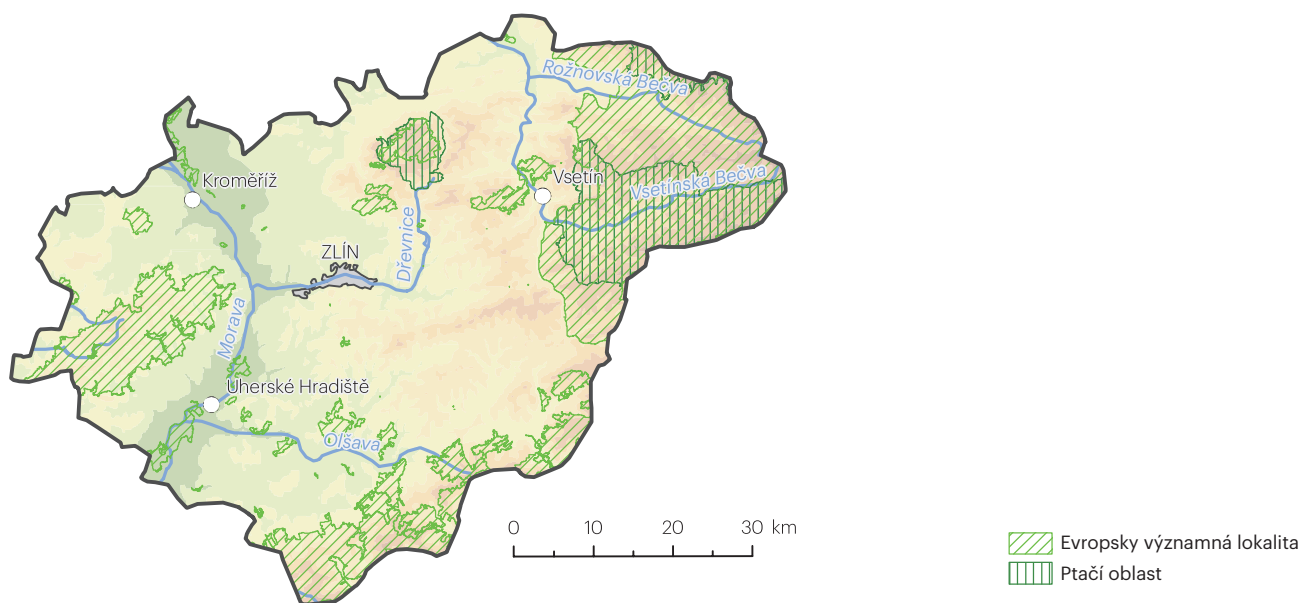 Rožnovská Bečva
Kroměříž
Vsetín
Vsetínská Bečva
Dřevnice
ZLÍN
Morava
Uherské Hradiště
Olšava
0 10 20 30 km
Evropsky významná lokalita
Ptačí oblast